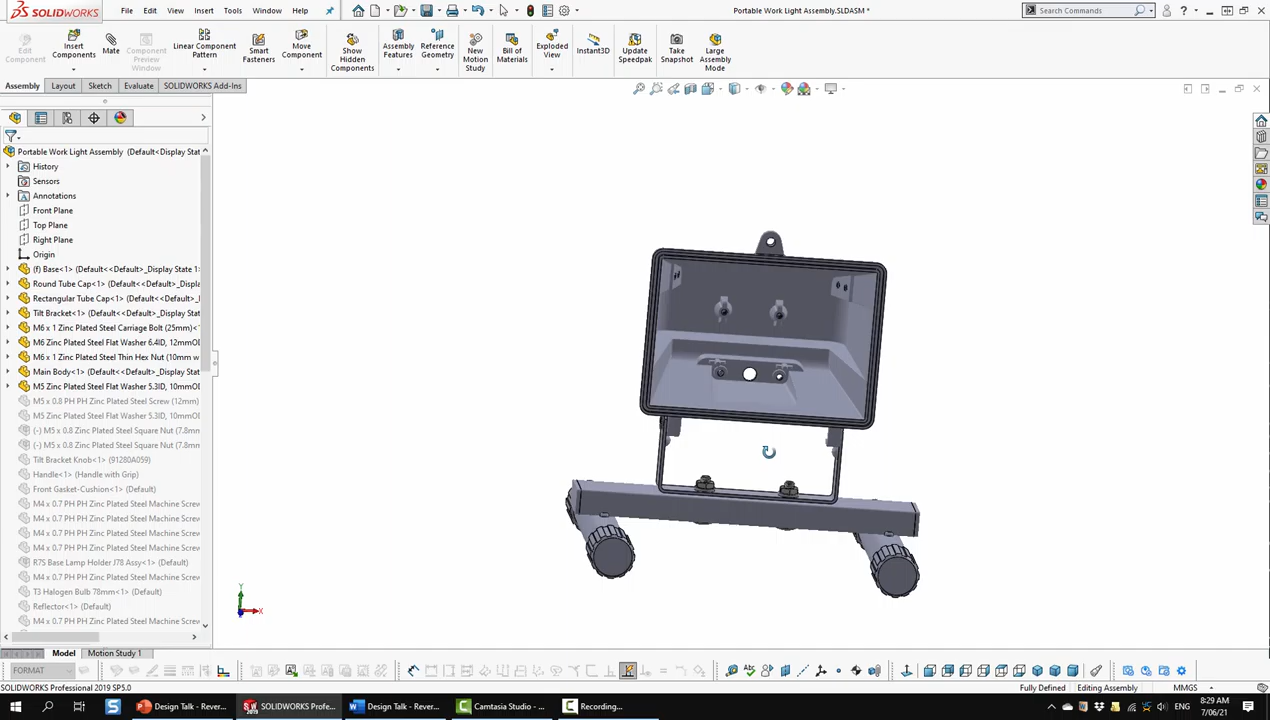 SOLIDWORKS
File
Edit
View
Insert
Tools
Window
Help
Portable Work Light Assembly.SLDASM *
Search Commands
Edit
Component
Insert
Components
Mate
Component
Preview
Window
Linear Component
Pattern
Smart
Fasteners
Move
Component
Show
Hidden
Components
Assembly
Features
Reference
Geometry
New
Motion
Study
Bill of
Materials
Exploded
View
Instant3D
Update
Speedpak
Take
Snapshot
Large
Assembly
Mode
Assembly
Layout
Sketch
Evaluate
SOLIDWORKS Add-Ins
Portable Work Light Assembly (Default<Display Stat
History
Sensors
Annotations
Front Plane
Top Plane
Right Plane
Origin
(f) Base<1> (Default<<Default>_Display State 1
Round Tube Cap<1> (Default<<Default>_Displ
Rectangular Tube Cap<1> (Default<<Default>_
Tilt Bracket<1> (Default<<Default>_Display Sta
M6 x 1 Zinc Plated Steel Carriage Bolt (25mm)<
M6 Zinc Plated Steel Flat Washer 6.4ID, 12mmO
M6 x 1 Zinc Plated Steel Thin Hex Nut (10mm w
Main Body<1> (Default<<Default>_Display Sta
M5 Zinc Plated Steel Flat Washer 5.3ID, 10mmOD
M5 x 0.8 PH PH Zinc Plated Steel Screw (12mm)
M5 Zinc Plated Steel Flat Washer 5.3ID, 10mmOD
(-) M5 x 0.8 Zinc Plated Steel Square Nut (7.8m
(-) M5 x 0.8 Zinc Plated Steel Square Nut (7.8m
Tilt Bracket Knob<1> (91280A059)
Handle<1> (Handle with Grip)
Front Gasket-Cushion<1> (Default)
M4 x 0.7 PH PH Zinc Plated Steel Machine Screw
M4 x 0.7 PH PH Zinc Plated Steel Machine Screw
M4 x 0.7 PH PH Zinc Plated Steel Machine Screw
M4 x 0.7 PH PH Zinc Plated Steel Machine Screw
R7S Base Lamp Holder J78 Assy<1> (Default)
M4 x 0.7 PH PH Zinc Plated Steel Machine Screw
T3 Halogen Bulb 78mm<1> (Default)
Reflector<1> (Default)
M4 x 0.7 PH PH Zinc Plated Steel Machine Screw
Y
X
Model
Motion Study 1
FORMAT
SOLIDWORKS Professional 2019 SP5.0
Fully Defined
Editing Assembly
MMGS
Design Talk - Rever...
SOLIDWORKS Profe...
Design Talk - Rever...
Camtasia Studio - ...
Recording...
ENG
8:29 AM
7/06/21